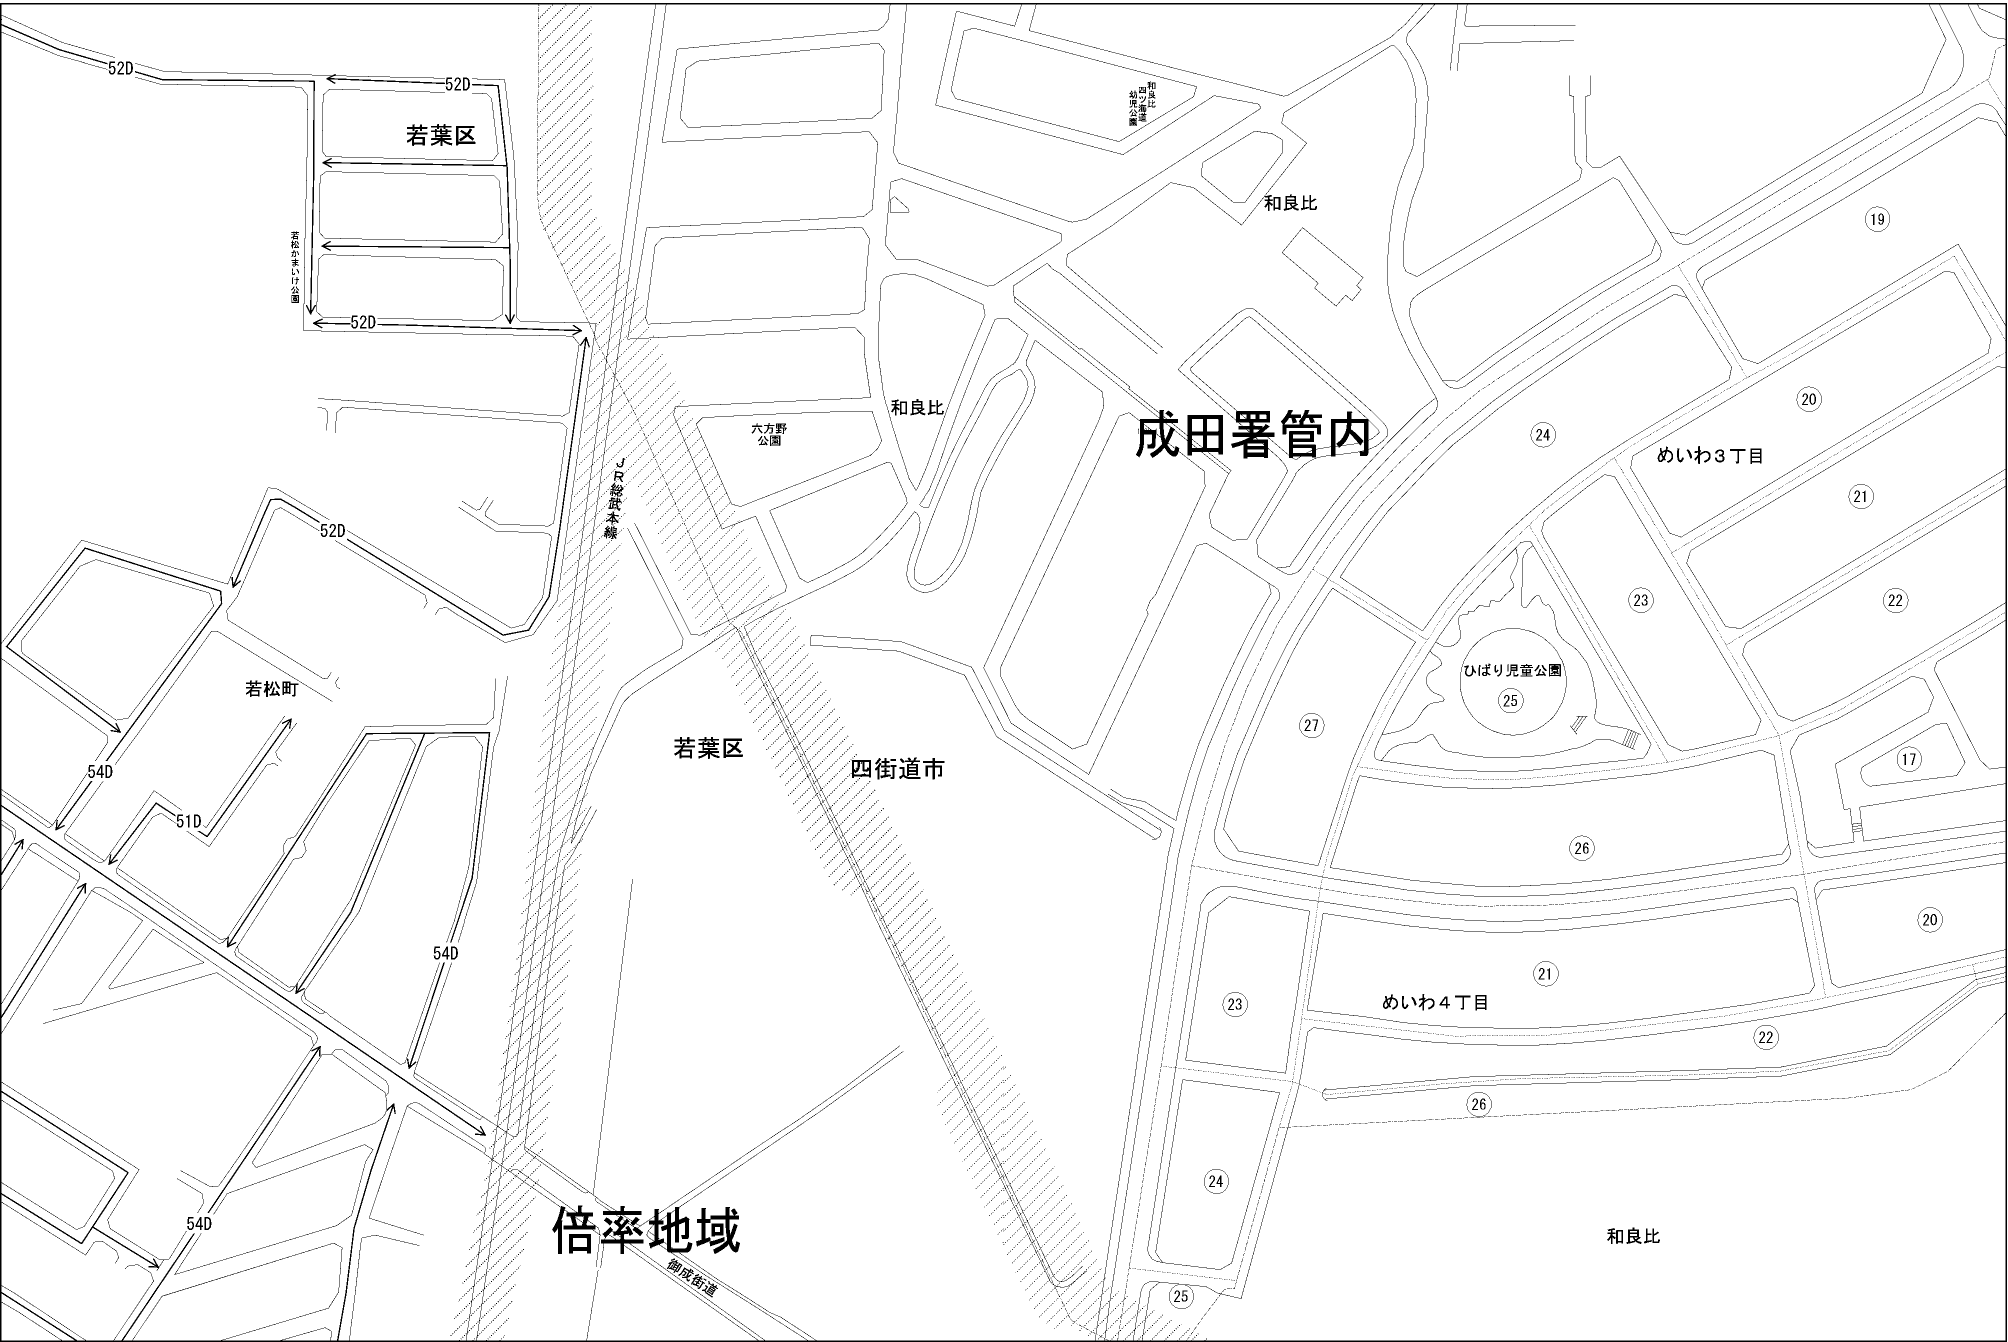 52D
52D
若葉区
和良比
四ツ海道
幼児公園
和良比
19
若松かまいけ公園
52D
20
和良比
六方野
公園
成田署管内
24
めいわ3丁目
21
JR総武本線
52D
22
23
ひばり児童公園
25
若松町
27
若葉区
四街道市
17
54D
51D
26
20
54D
21
23
めいわ4丁目
22
26
24
54D
倍率地域
和良比
御成街道
25